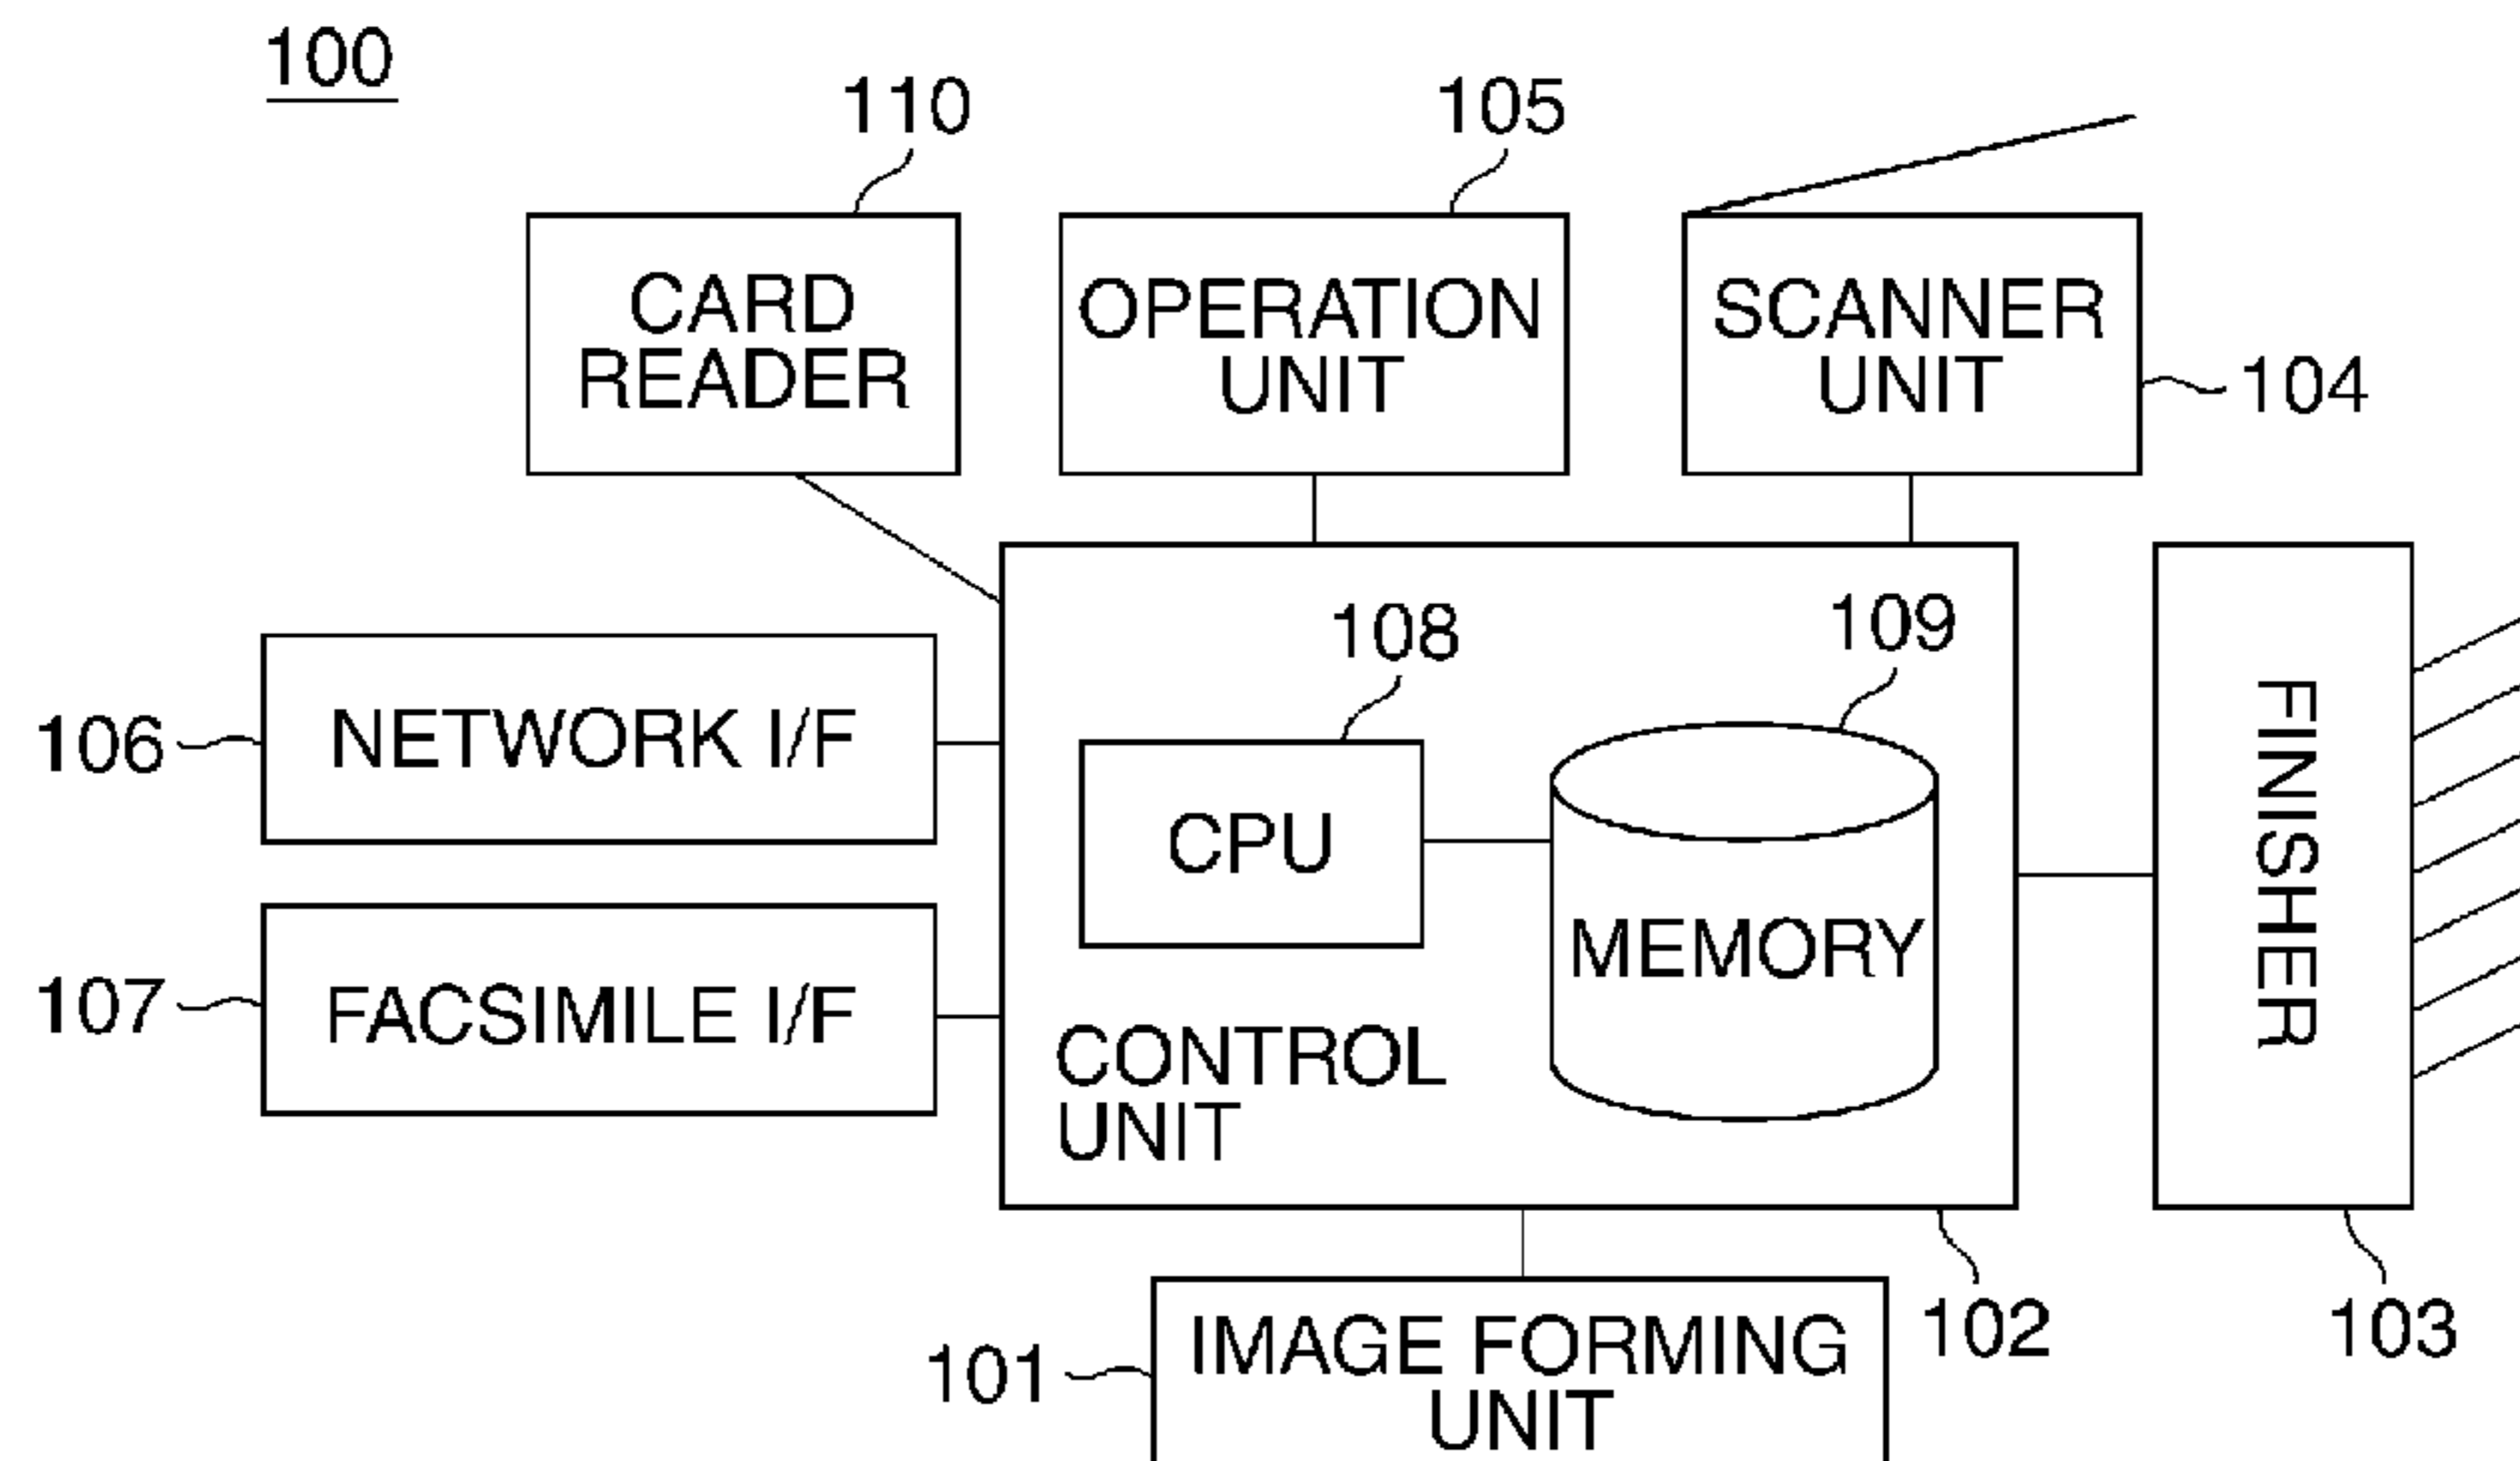 100
110
105
CARD
READER
OPERATION
UNIT
SCANNER
UNIT
104
108
109
106
NETWORK I/F
CPU
MEMORY
FINISHER
107
FACSIMILE I/F
CONTROL
UNIT
102
103
101
IMAGE FORMING
UNIT